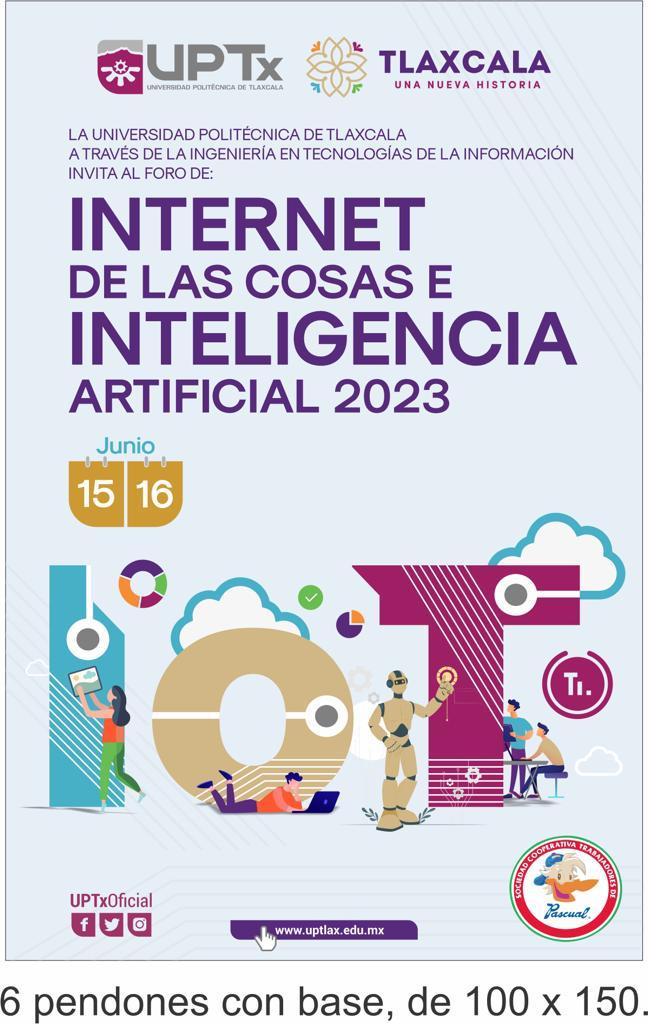 UPTx
UNIVERSIDAD POLITÉCNICA DE TLAXCALA
TLAXCALA
UNA NUEVA HISTORIA
LA UNIVERSIDAD POLITÉCNICA DE TLAXCALA
A TRAVÉS DE LA INGENIERÍA EN TECNOLOGÍAS DE LA INFORMACIÓN
INVITA AL FORO DE:
INTERNET
DE LAS COSAS E
INTELIGENCIA
ARTIFICIAL 2023
Junio
15 16
IOT
TI.
SOCIEDAD COOPERATIVA TRABAJADORES DE
Pascual
UPTxOficial
www.uptlax.edu.mx
6 pendones con base, de 100 x 150.